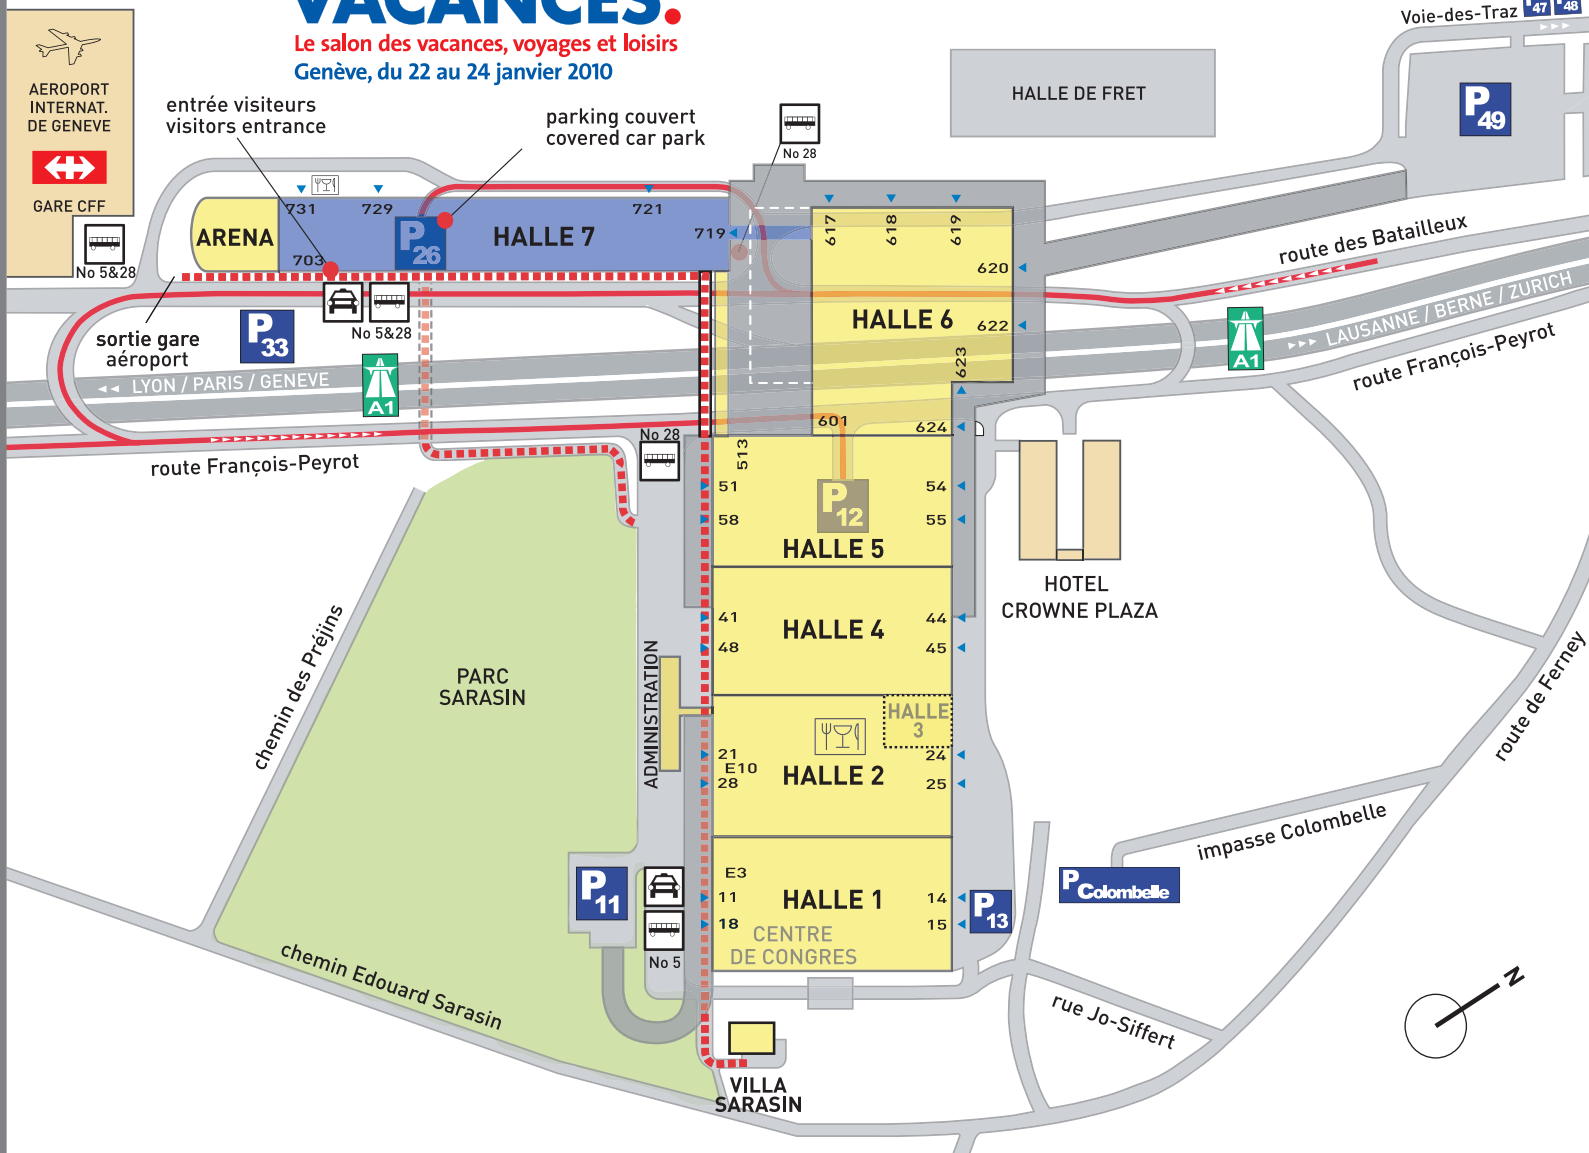 VACANCES.
Le salon des vacances, voyages et loisirs
Genève, du 22 au 24 janvier 2010
Voie-des-Traz
47
48
AEROPORT
INTERNAT.
DE GENEVE
GARE CFF
No 5&28
entrée visiteurs
visitors entrance
parking couvert
covered car park
No 28
HALLE DE FRET
P49
731
729
721
719
703
ARENA
P26
HALLE 7
617
618
619
620
622
623
624
601
HALLE 6
route des Batailleux
LAUSANNE / BERNE / ZURICH
route François-Peyrot
A1
sortie gare
aéroport
P33
No 5&28
LYON / PARIS / GENEVE
A1
route François-Peyrot
No 28
513
51
58
54
55
P12
HALLE 5
HOTEL
CROWNE PLAZA
41
48
44
45
HALLE 4
chemin des Préjins
PARC
SARASIN
ADMINISTRATION
HALLE
3
21
E10
28
24
25
HALLE 2
route de Ferney
impasse Colombelle
P Colombelle
P11
E3
11
18
14
15
HALLE 1
CENTRE
DE CONGRES
P13
No 5
chemin Edouard Sarasin
rue Jo-Siffert
N
VILLA
SARASIN